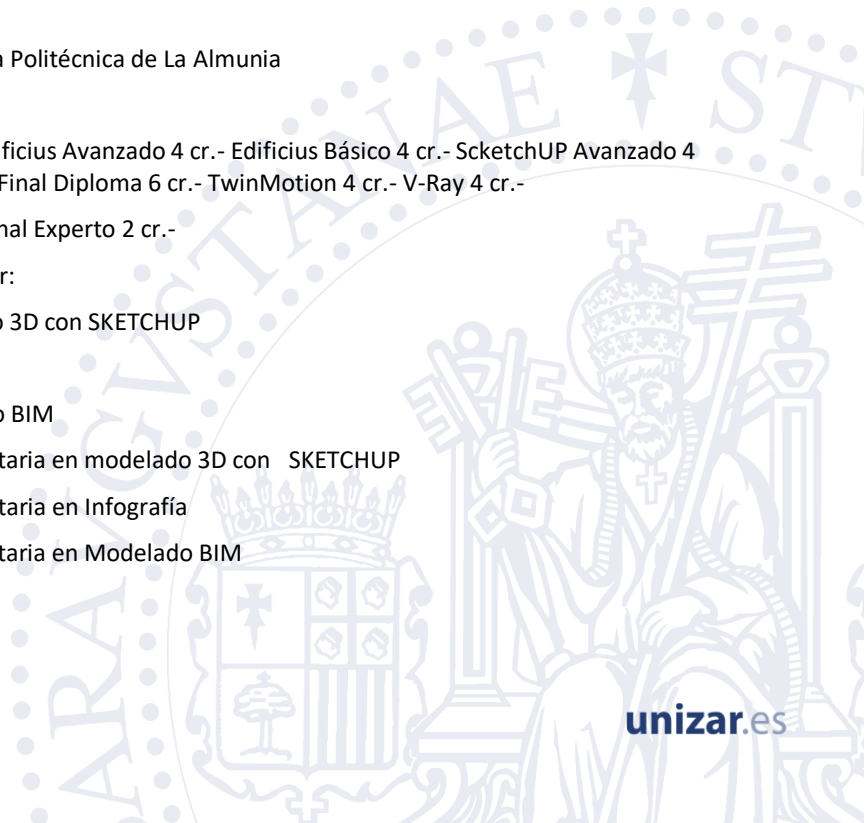 a Politécnica de La Almunia
ficius Avanzado 4 cr.- Edificius Básico 4 cr.- ScketchUP Avanzado 4
Final Diploma 6 cr.- TwinMotion 4 cr.- V-Ray 4 cr.-
nal Experto 2 cr.-
r:
o 3D con SKETCHUP
o BIM
taria en modelado 3D con   SKETCHUP
taria en Infografía
taria en Modelado BIM
unizar.es